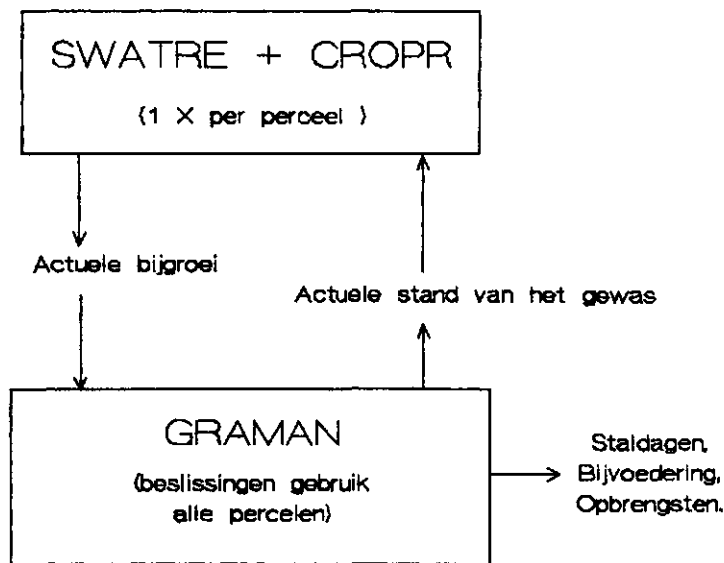 SWATRE + CROPR
(1 X per perceel )
Actuele bijgroei
Actuele stand van het gewas
GRAMAN
(beslissingen gebruik
alle percelen)
Staldagen,
Bijvoedering,
Opbrengsten.